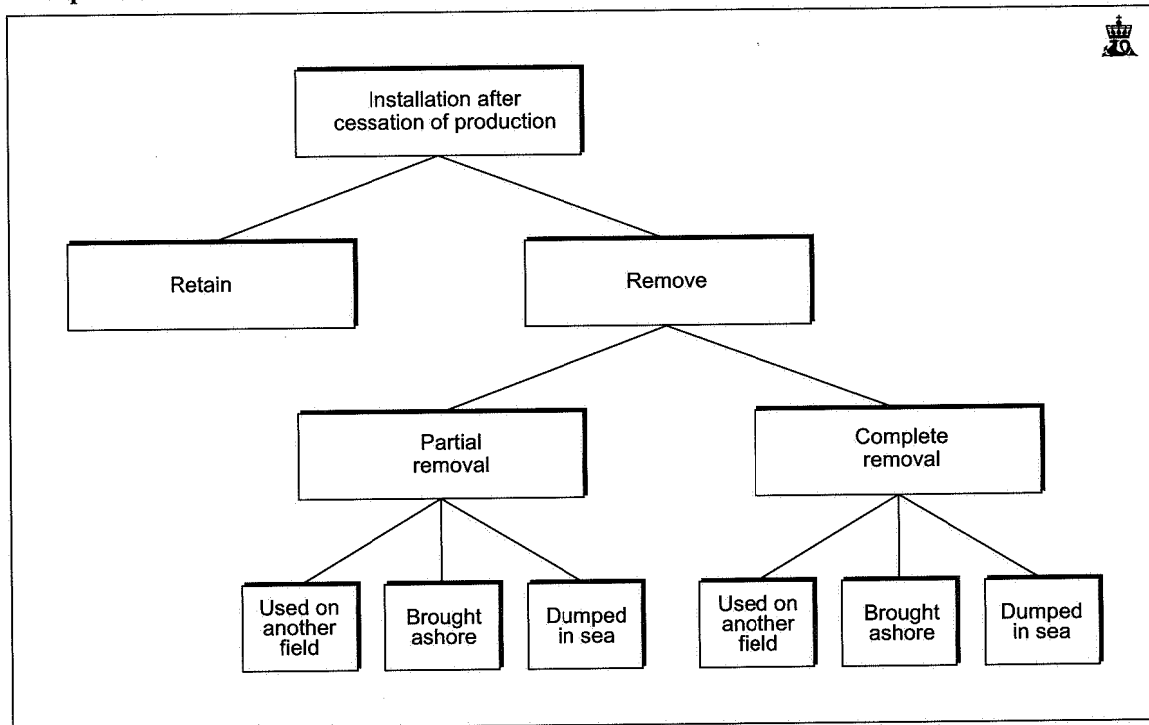 Installation after
cessation of production
Retain
Remove
Partial
removal
Complete
removal
Used on
another
field
Brought
ashore
Dumped
in sea
Used on
another
field
Brought
ashore
Dumped
in sea